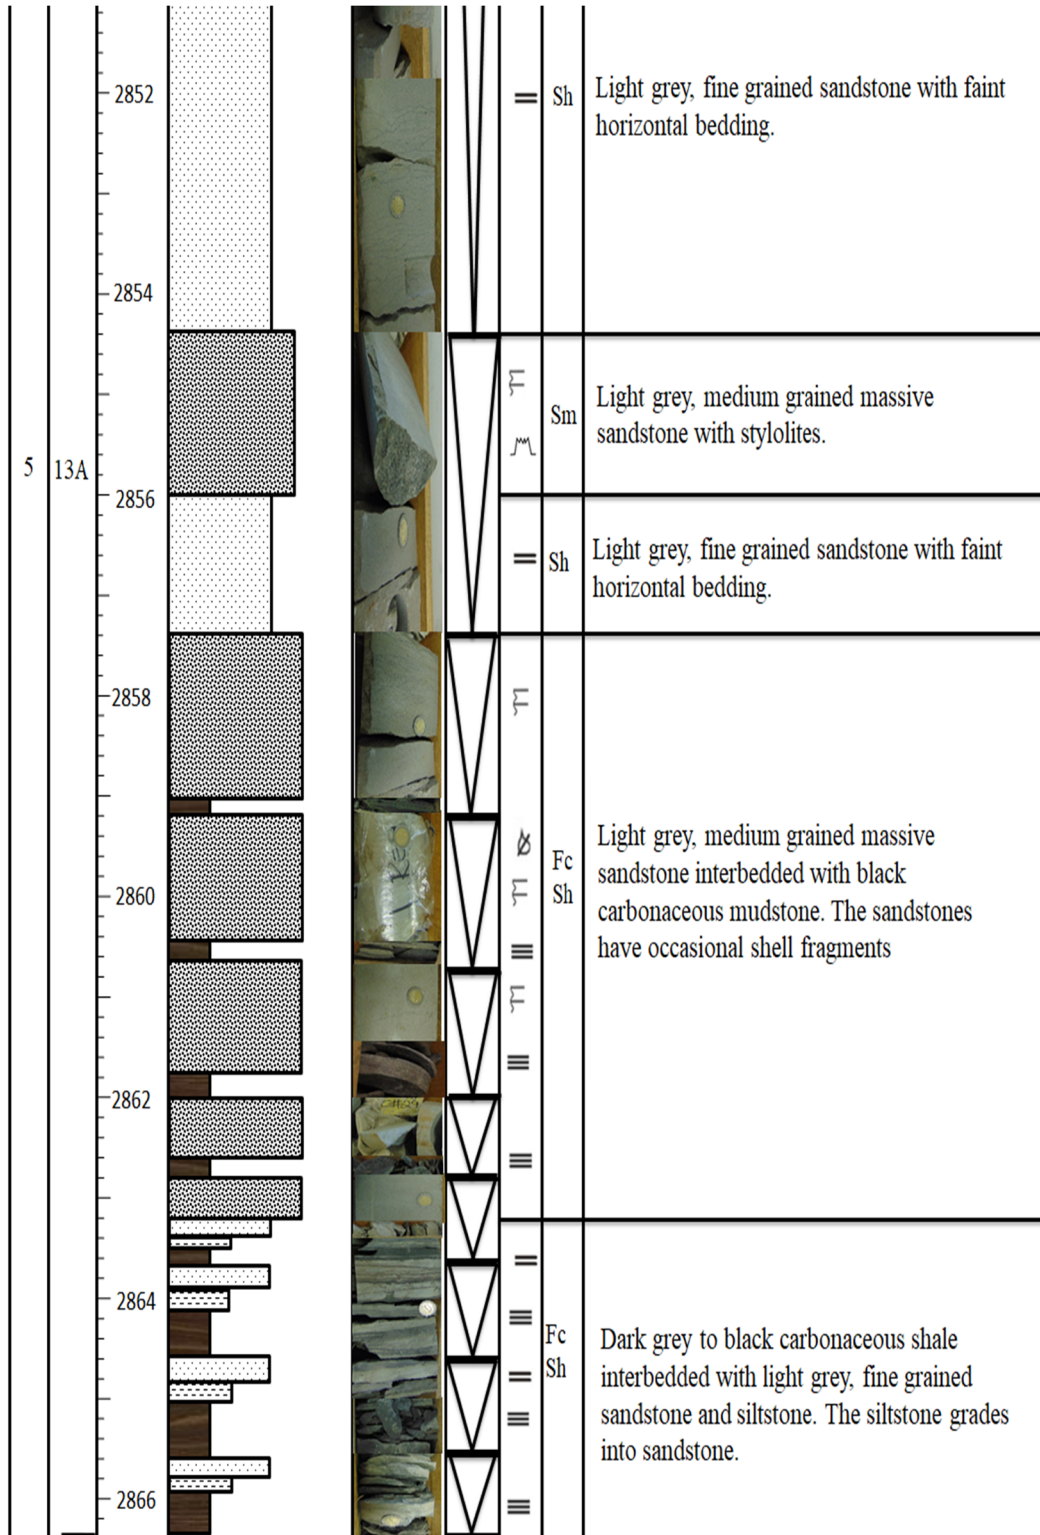 2852
Sh
Light grey, fine grained sandstone with faint
horizontal bedding.
2854
Sm
Light grey, medium grained massive
sandstone with stylolites.
5
13A
2856
Sh
Light grey, fine grained sandstone with faint
horizontal bedding.
2858
2860
Fc
Sh
Light grey, medium grained massive
sandstone interbedded with black
carbonaceous mudstone. The sandstones
have occasional shell fragments
2862
2864
Fc
Sh
Dark grey to black carbonaceous shale
interbedded with light grey, fine grained
sandstone and siltstone. The siltstone grades
into sandstone.
2866